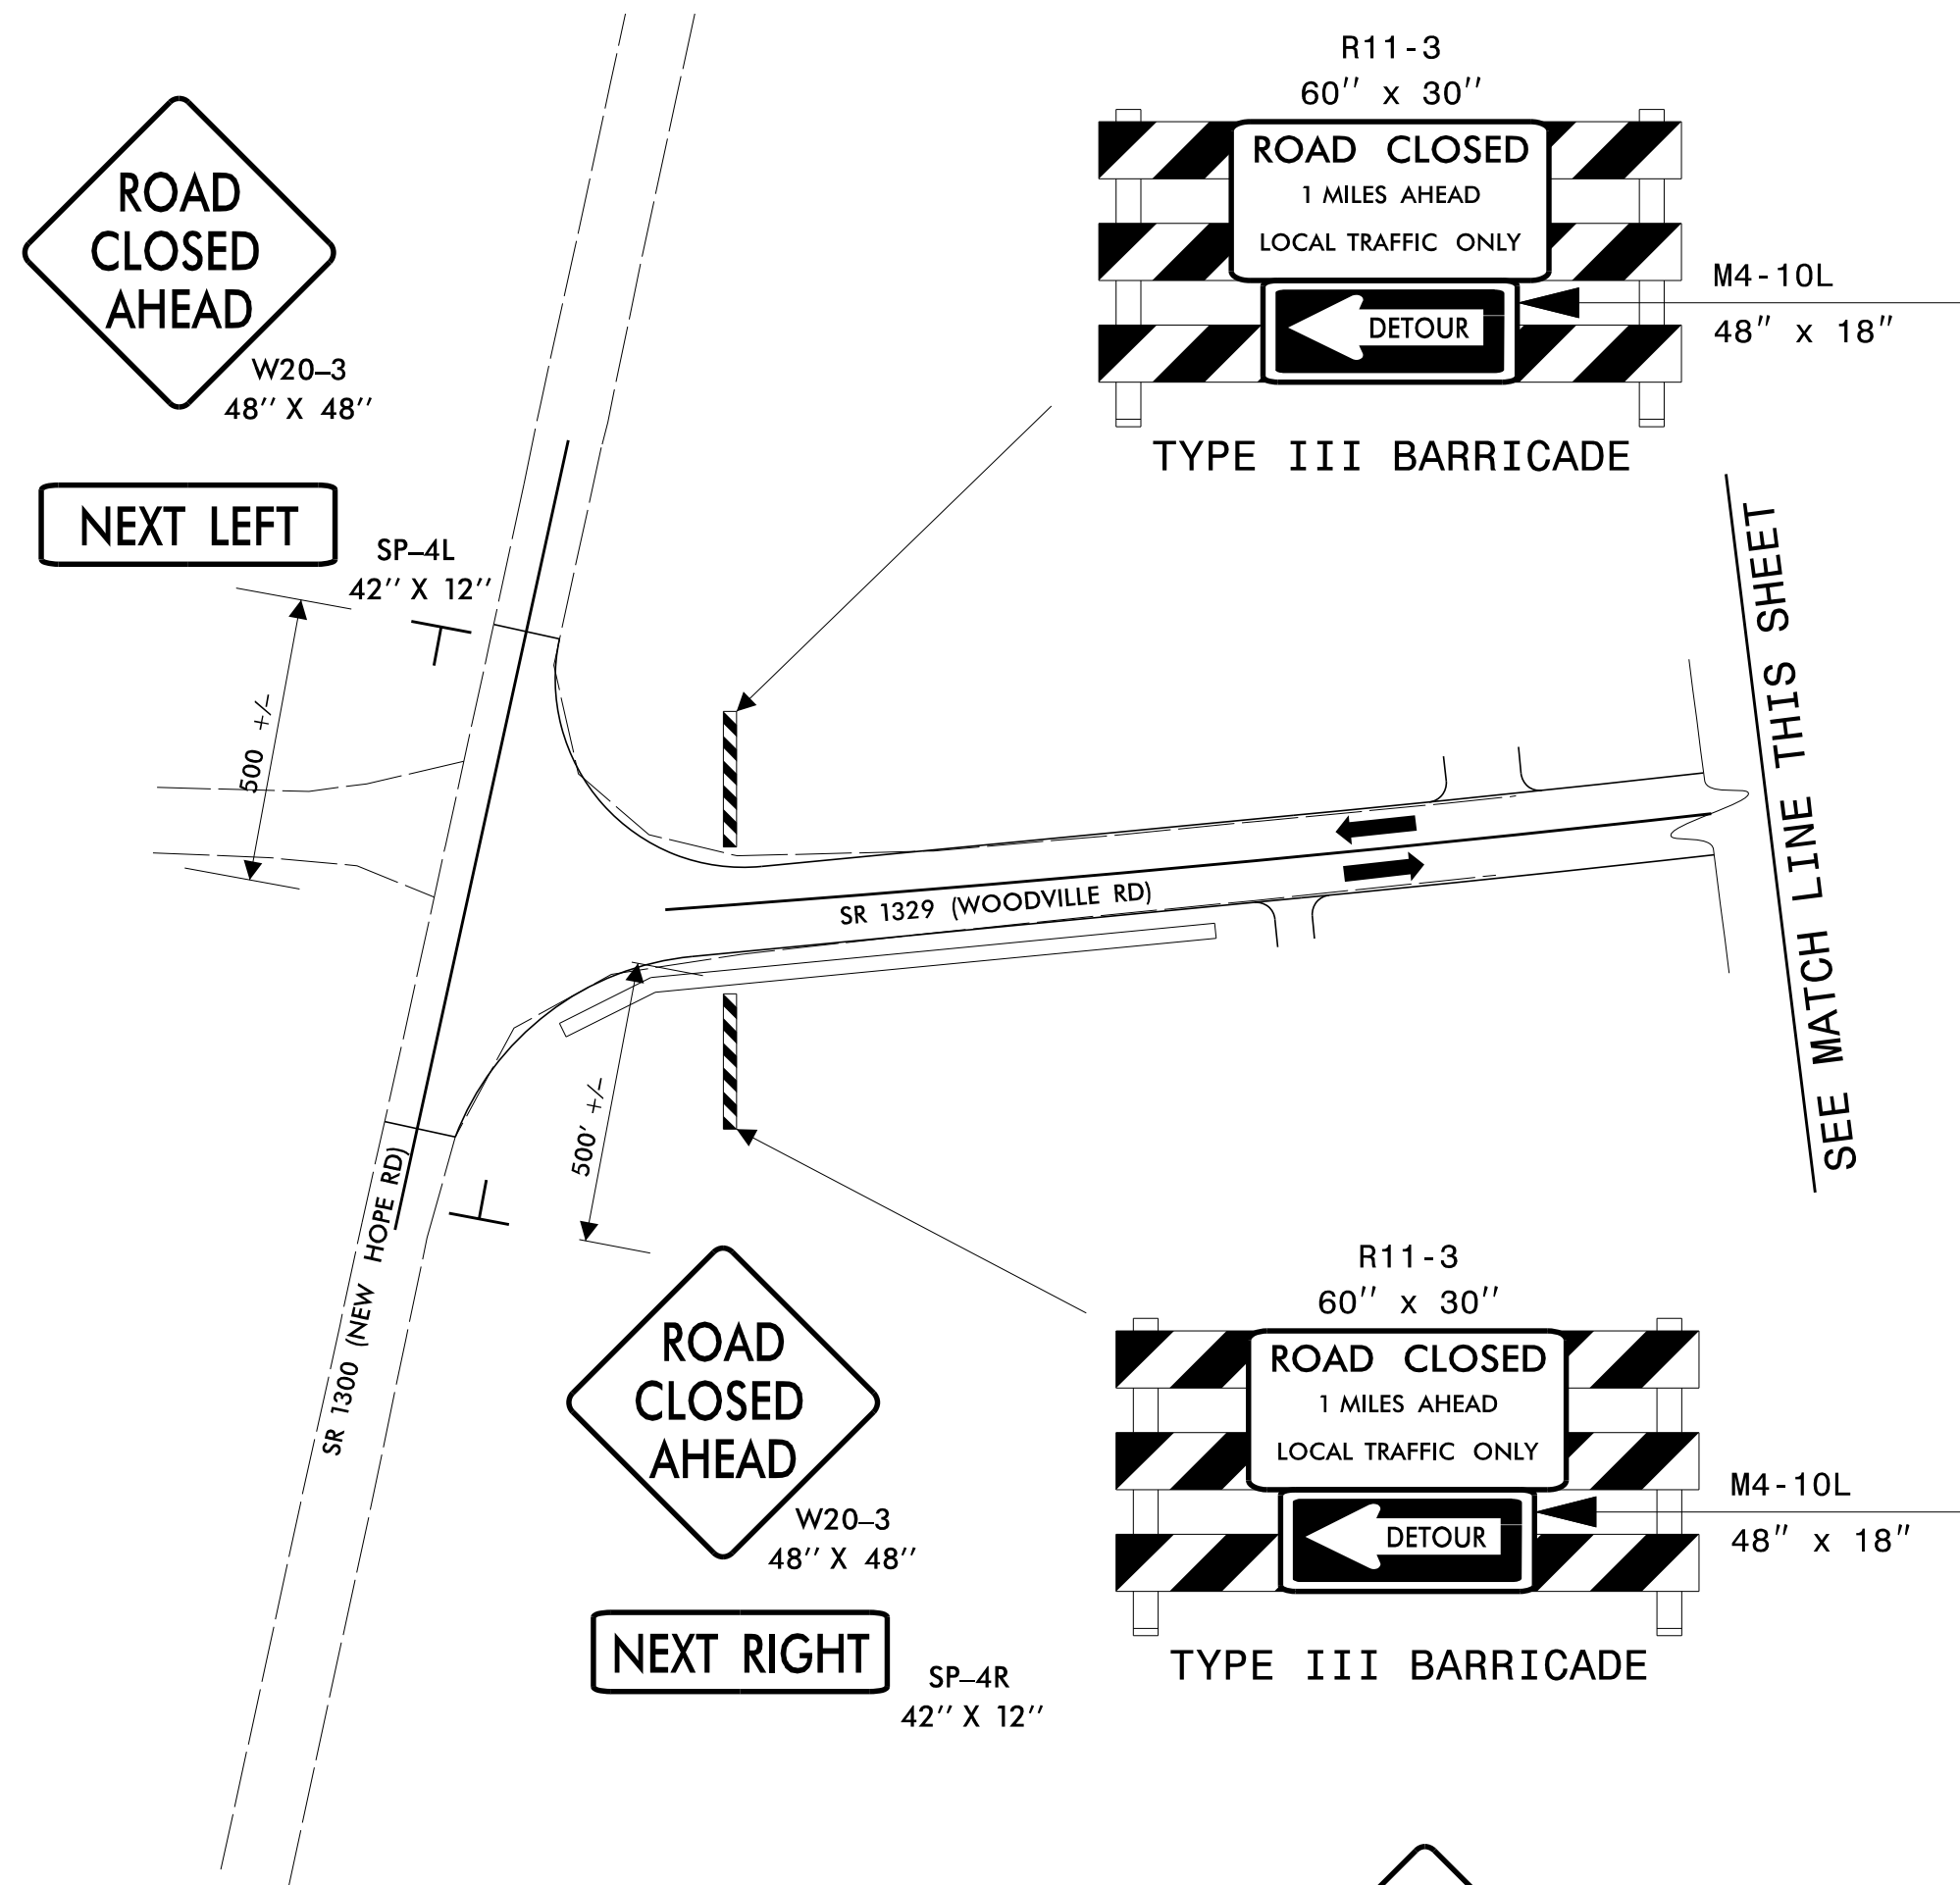 R11-3
60'' x 30''
ROAD CLOSED
1 MILES AHEAD
LOCAL TRAFFIC ONLY
DETOUR
M4-10L
48'' x 18''
TYPE III BARRICADE
ROAD
CLOSED
AHEAD
W20–3
48'' X 48''
NEXT LEFT
SP–4L
42'' X 12''
500 +/–
SR 1329 (WOODVILLE RD)
SEE MATCH LINE THIS SHEET
500' +/–
SR 1300 (NEW HOPE RD)
ROAD
CLOSED
AHEAD
W20–3
48'' X 48''
NEXT RIGHT
SP–4R
42'' X 12''
R11-3
60'' x 30''
ROAD CLOSED
1 MILES AHEAD
LOCAL TRAFFIC ONLY
DETOUR
M4-10L
48'' x 18''
TYPE III BARRICADE